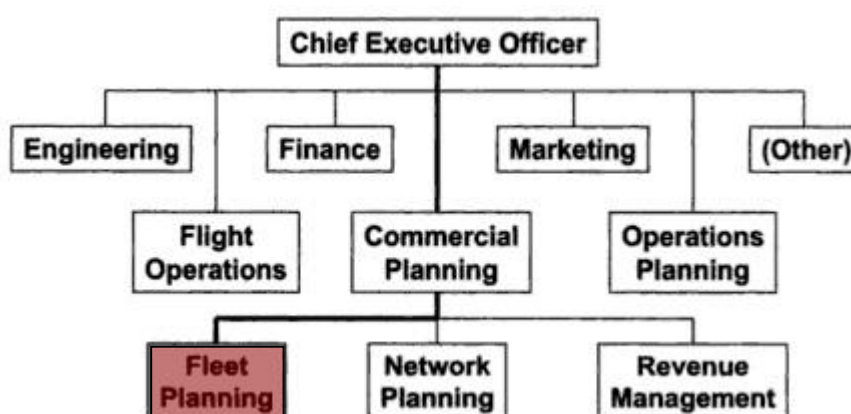 Chief Executive Officer
Engineering
Finance
Marketing
(Other)
Flight
Operations
Commercial
Planning
Operations
Planning
Fleet
Planning
Network
Planning
Revenue
Management